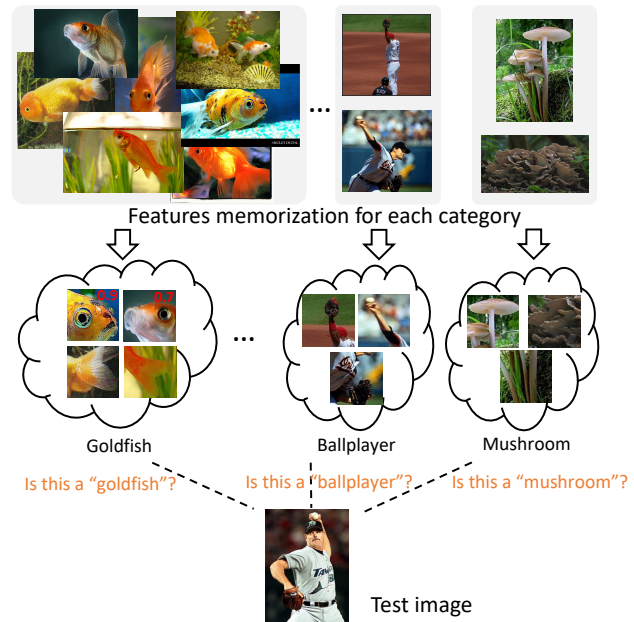 ...
Features memorization for each category
0.9
0.7
...
Goldfish
Ballplayer
Mushroom
Is this a “goldfish”?
Is this a “ballplayer”?
Is this a “mushroom”?
Test image